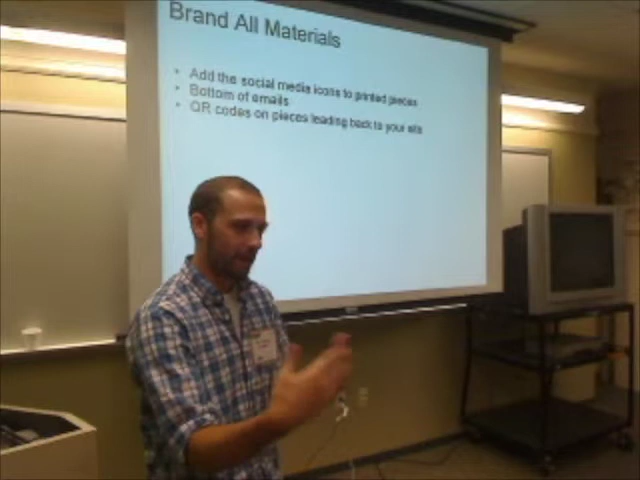 Brand All Materials
• Add the social media icons to printed pieces
• Bottom of emails
• QR codes on pieces leading back to your site